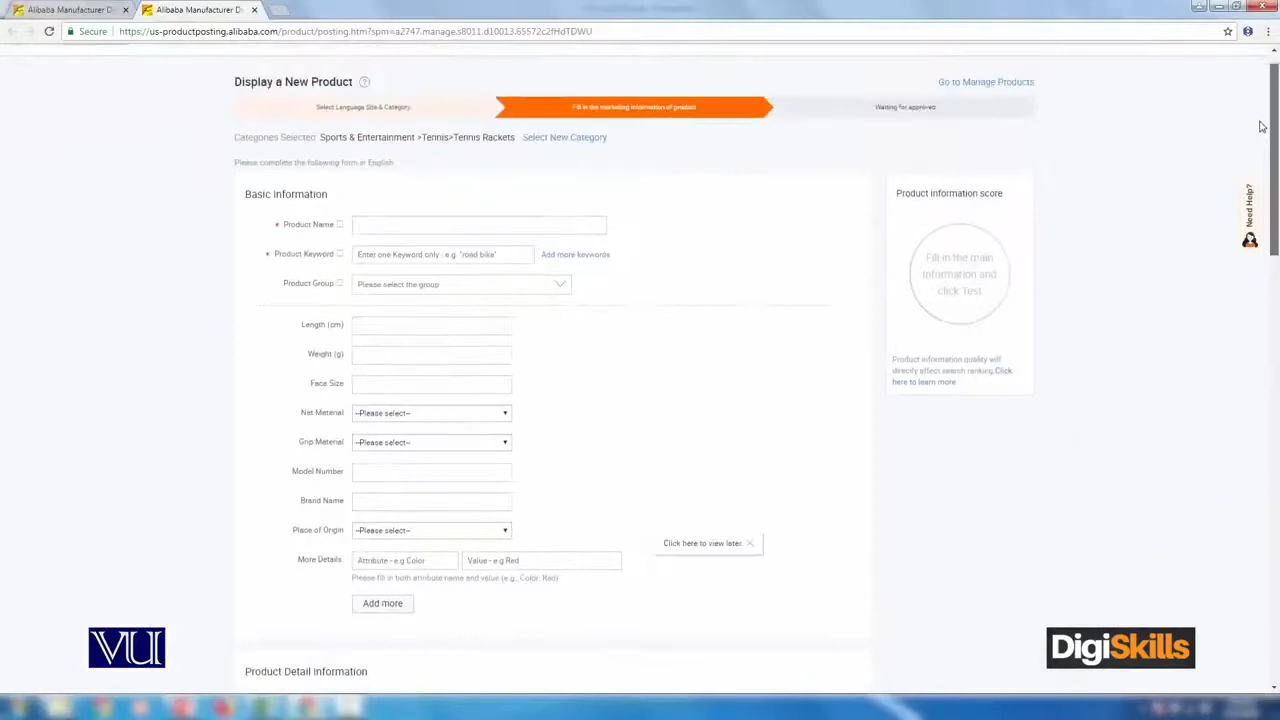 Alibaba Manufacturer Di
Alibaba Manufacturer Di
Secure
https://us-productposting.alibaba.com/product/posting.htm?spm=a2747.manage.s8011.d10013.65572c2fHdTDWU
Display a New Product ?
Go to Manage Products
Select Language Site & Category
Fill in the marketing information of product
Waiting for approved
Categories Selected: Sports & Entertainment >Tennis>Tennis Rackets Select New Category
Please complete the following form in English
Basic information
Product information score
* Product Name
* Product Keyword
Enter one Keyword only : e.g. "road bike"
Add more keywords
Fill in the main
information and
click Test
Product Group
Please select the group
Length (cm)
Weight (g)
Product information quality will
directly affect search ranking.Click
here to learn more
Face Size
Net Material
--Please select--
Grip Material
--Please select--
Model Number
Brand Name
Place of Origin
--Please select--
Click here to view later.
More Details:
Attribute - e.g Color
Value - e.g Red
Please fill in both attribute name and value (e.g., Color: Red)
Add more
Product Detail Information
Need Help?
VU
DigiSkills